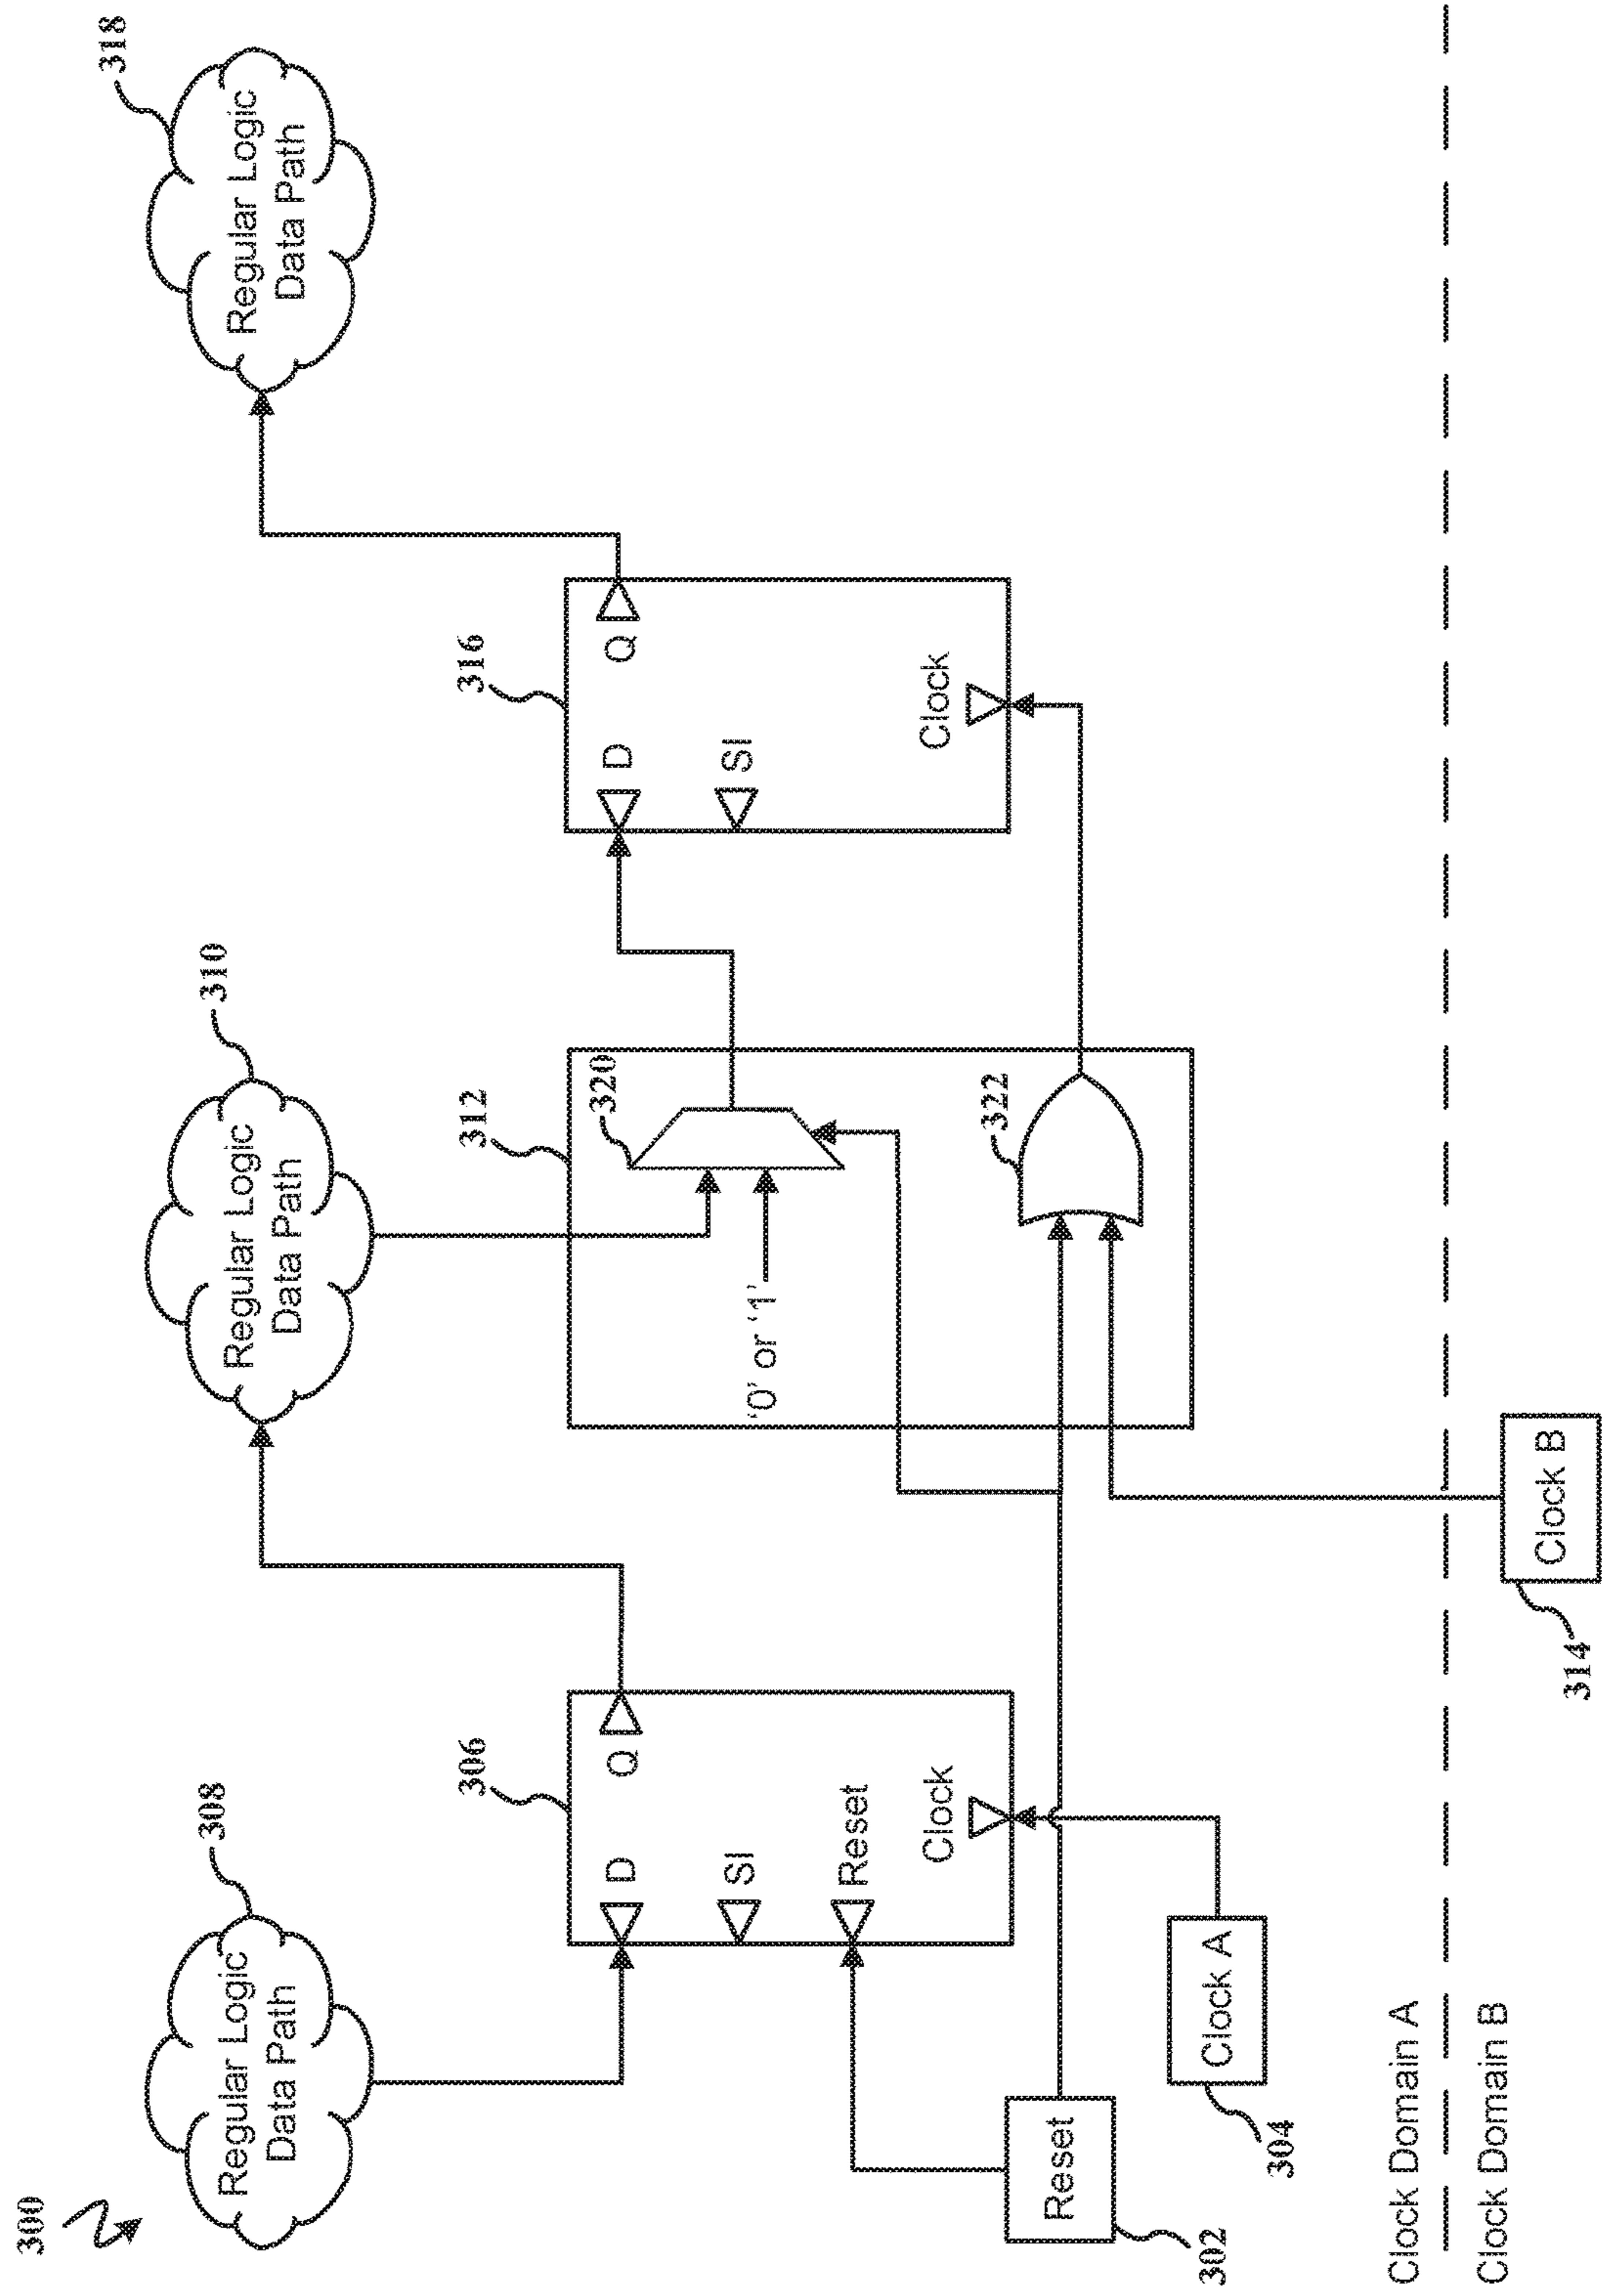 300
308
Regular Logic
Data Path
310
Regular Logic
Data Path
318
Regular Logic
Data Path
306
D
Q
SI
Reset
Clock
312
320
'0' or '1'
322
316
D
Q
SI
Clock
Reset
302
Clock A
304
Clock Domain A
Clock Domain B
Clock B
314